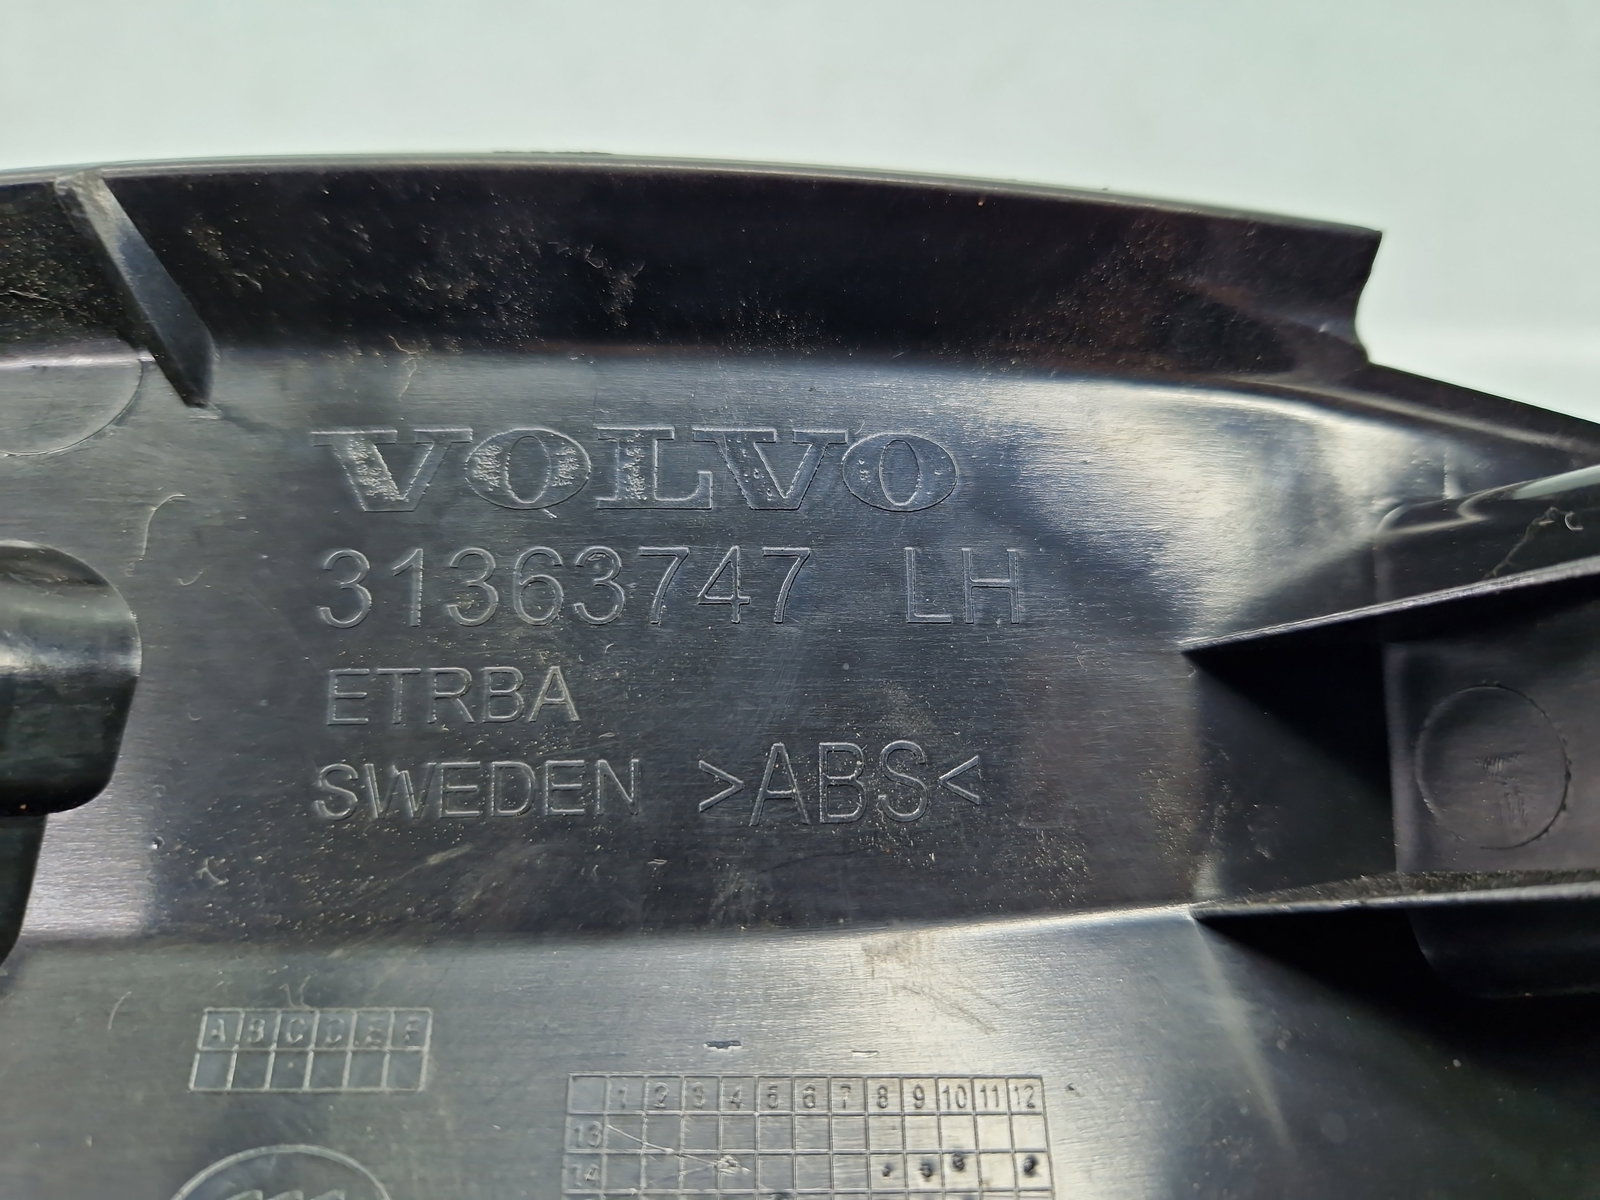 VOLVO
31363747 LH
ETRBA
SWEDEN >ABS<
A B C D E F
1 2 3 4 5 6 7 8 9 10 11 12
13
14